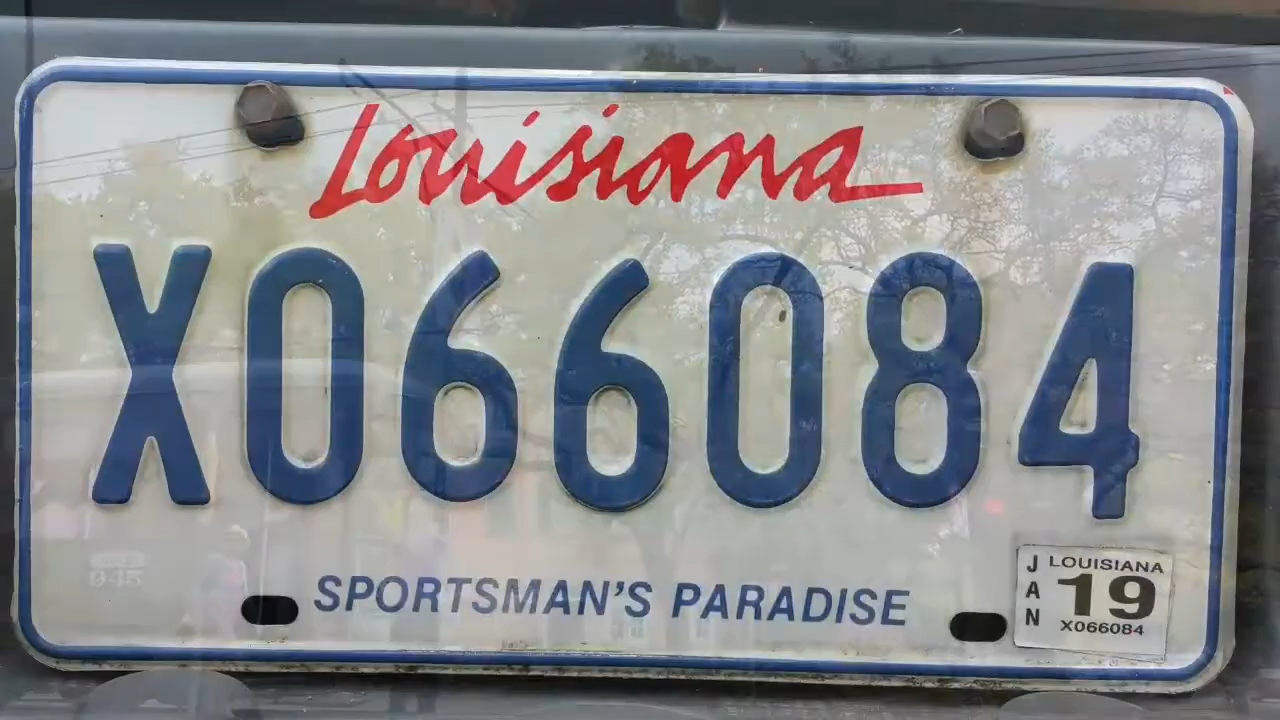 Louisiana
X066084
SPORTSMAN'S PARADISE
JAN
LOUISIANA
19
X066084